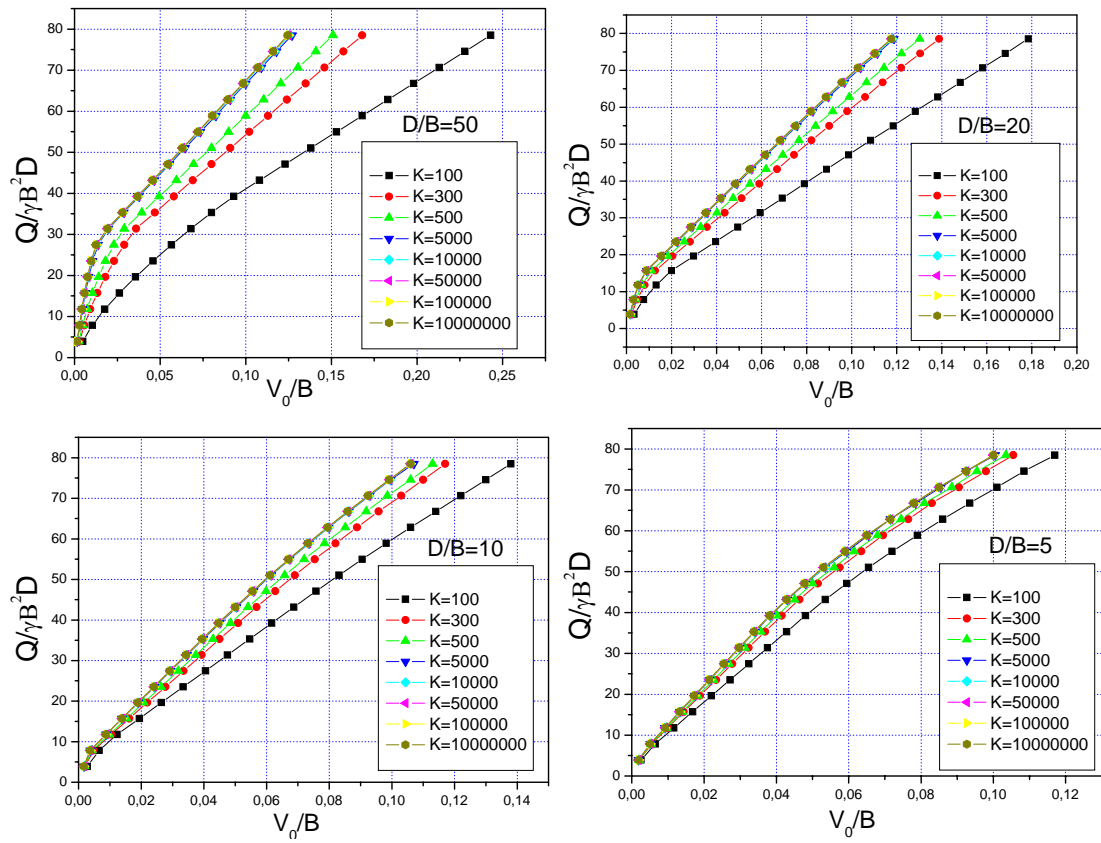 80
70
60
50
40
30
20
10
0
Q/γB²D
D/B=50
K=100
K=300
K=500
K=5000
K=10000
K=50000
K=100000
K=10000000
0,00 0,05 0,10 0,15 0,20 0,25
V₀/B
80
70
60
50
40
30
20
10
0
Q/γB²D
D/B=20
K=100
K=300
K=500
K=5000
K=10000
K=50000
K=100000
K=10000000
0,00 0,02 0,04 0,06 0,08 0,10 0,12 0,14 0,16 0,18 0,20
V₀/B
80
70
60
50
40
30
20
10
0
Q/γB²D
D/B=10
K=100
K=300
K=500
K=5000
K=10000
K=50000
K=100000
K=10000000
0,00 0,02 0,04 0,06 0,08 0,10 0,12 0,14
V₀/B
80
70
60
50
40
30
20
10
0
Q/γB²D
D/B=5
K=100
K=300
K=500
K=5000
K=10000
K=50000
K=100000
K=10000000
0,00 0,02 0,04 0,06 0,08 0,10 0,12
V₀/B